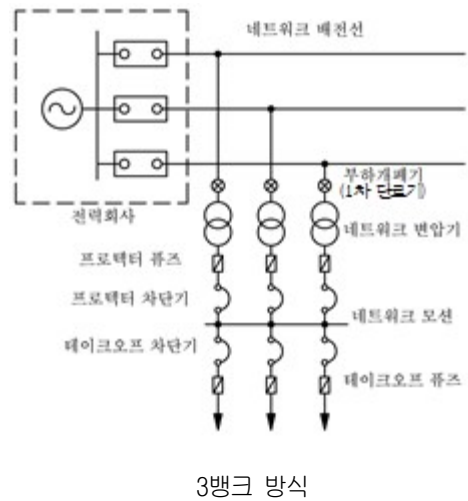 네트워크 배전선
부하개폐기
(1차 단로기)
전력회사
네트워크 변압기
프로텍터 퓨즈
프로텍터 차단기
네트워크 모선
테이크오프 차단기
테이크오프 퓨즈
3뱅크 방식